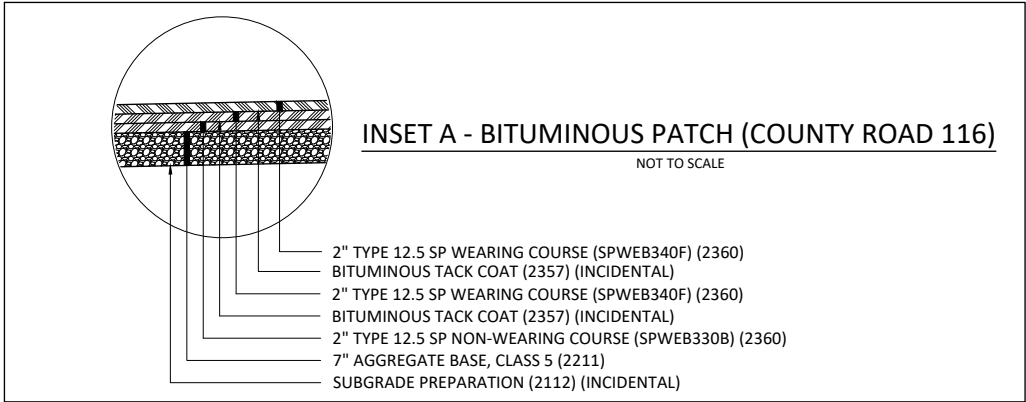 INSET A - BITUMINOUS PATCH (COUNTY ROAD 116)
NOT TO SCALE
2" TYPE 12.5 SP WEARING COURSE (SPWEB340F) (2360)
BITUMINOUS TACK COAT (2357) (INCIDENTAL)
2" TYPE 12.5 SP WEARING COURSE (SPWEB340F) (2360)
BITUMINOUS TACK COAT (2357) (INCIDENTAL)
2" TYPE 12.5 SP NON-WEARING COURSE (SPWEB330B) (2360)
7" AGGREGATE BASE, CLASS 5 (2211)
SUBGRADE PREPARATION (2112) (INCIDENTAL)